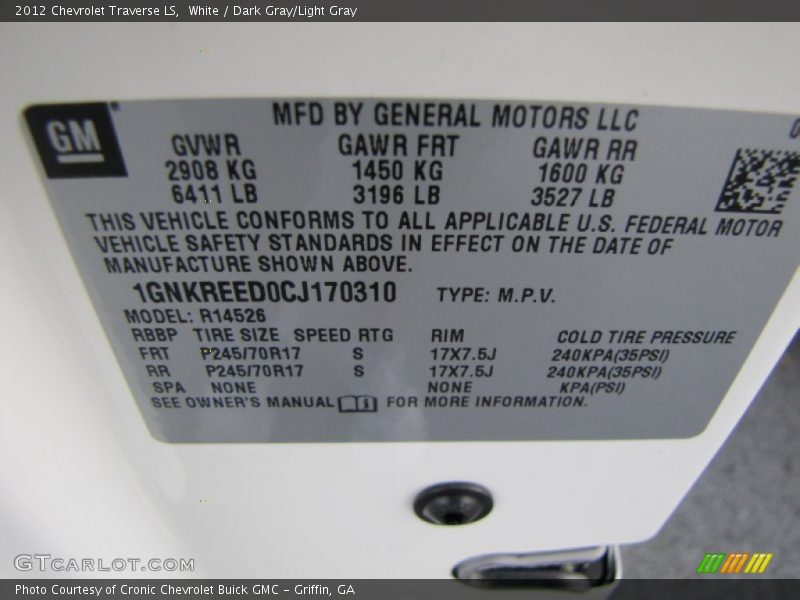 2012 Chevrolet Traverse LS, White / Dark Gray/Light Gray
GM
MFD BY GENERAL MOTORS LLC
GVWR GAWR FRT GAWR RR
2908 KG 1450 KG 1600 KG
6411 LB 3196 LB 3527 LB
THIS VEHICLE CONFORMS TO ALL APPLICABLE U.S. FEDERAL MOTOR
VEHICLE SAFETY STANDARDS IN EFFECT ON THE DATE OF
MANUFACTURE SHOWN ABOVE.
1GNKREED0CJ170310 TYPE: M.P.V.
MODEL: R14526
RBBP TIRE SIZE SPEED RTG RIM COLD TIRE PRESSURE
FRT P245/70R17 S 17X7.5J 240KPA(35PSI)
RR P245/70R17 S 17X7.5J 240KPA(35PSI)
SPA NONE NONE KPA(PSI)
SEE OWNER'S MANUAL FOR MORE INFORMATION.
GTCARLOT.COM
Photo Courtesy of Cronic Chevrolet Buick GMC – Griffin, GA